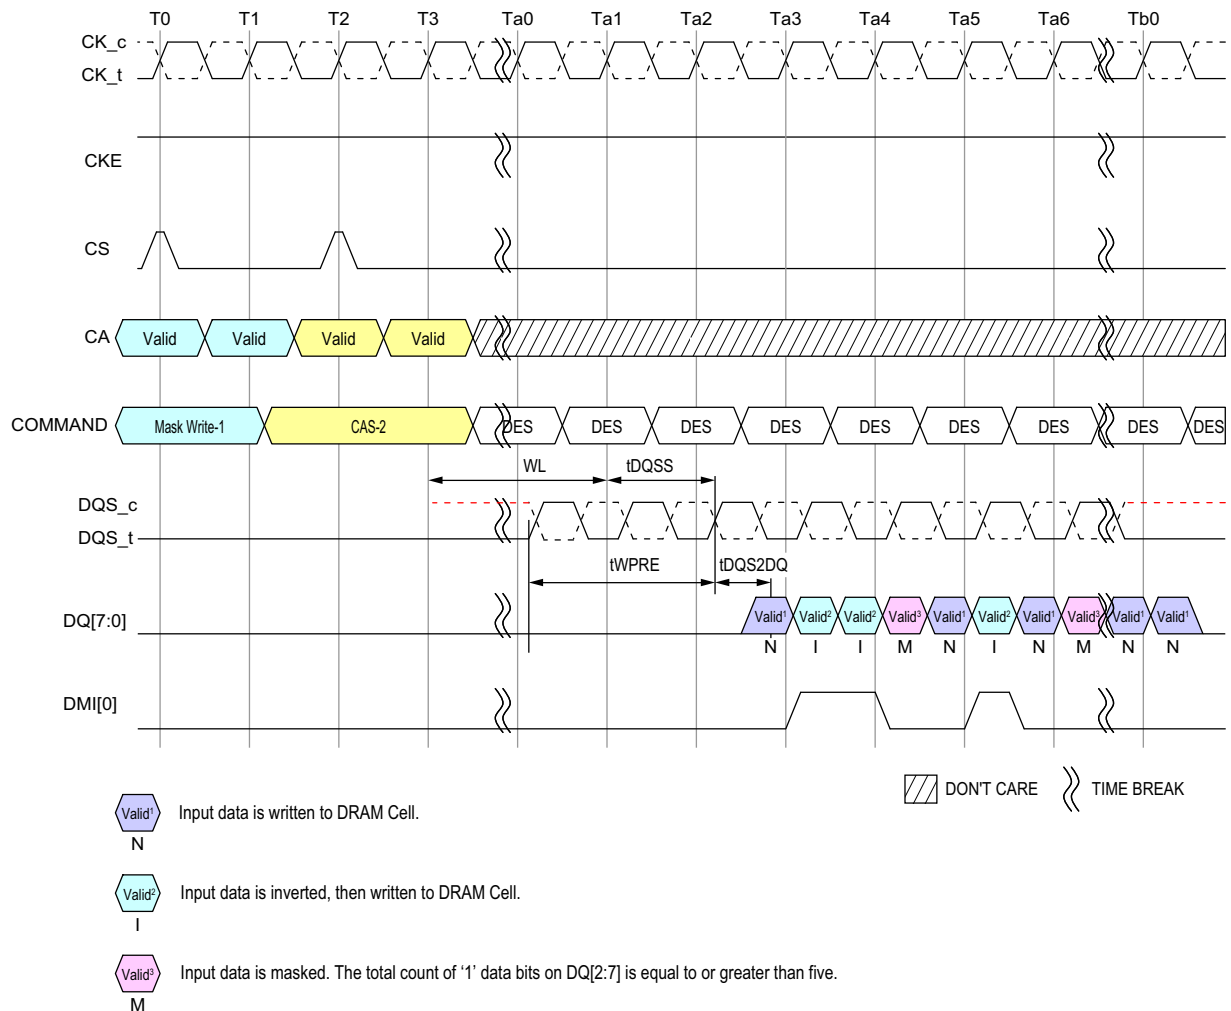 T0 T1 T2 T3 Ta0 Ta1 Ta2 Ta3 Ta4 Ta5 Ta6 Tb0
CK_c
CK_t
CKE
CS
CA Valid Valid Valid Valid
COMMAND Mask Write-1 CAS-2 DES DES DES DES DES DES DES DES DES
WL tDQSS
DQS_c
DQS_t
tWPRE tDQS2DQ
DQ[7:0] Valid¹ Valid² Valid² Valid³ Valid¹ Valid² Valid¹ Valid³ Valid¹ Valid¹
N I I M N I N M N N
DMI[0]
DON'T CARE TIME BREAK
Valid¹ Input data is written to DRAM Cell.
N
Valid² Input data is inverted, then written to DRAM Cell.
I
Valid³ Input data is masked. The total count of ‘1’ data bits on DQ[2:7] is equal to or greater than five.
M